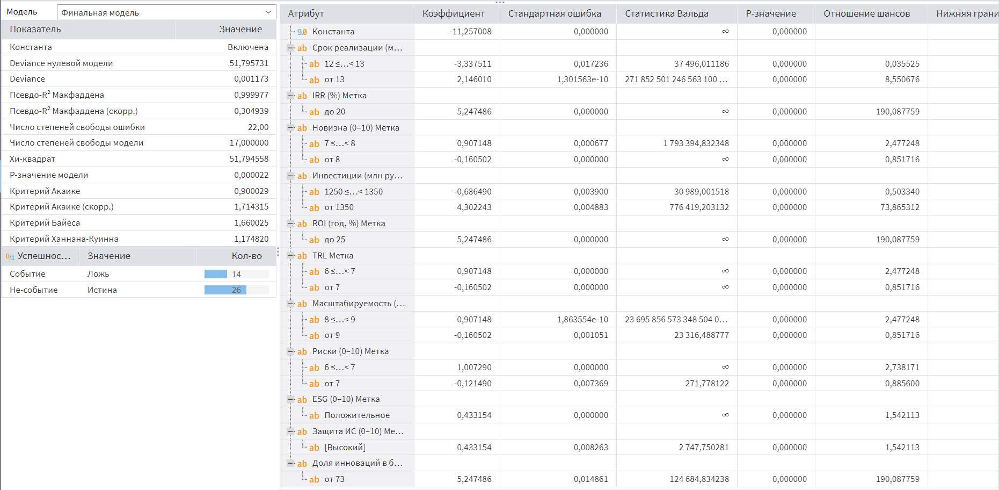 Модель Финальная модель
Показатель Значение
Константа Включена
Deviance нулевой модели 51,795731
Deviance 0,001173
Псевдо-R² Макфаддена 0,999977
Псевдо-R² Макфаддена (скорр.) 0,304939
Число степеней свободы ошибки 22,00
Число степеней свободы модели 17,000000
Хи-квадрат 51,794558
P-значение модели 0,000022
Критерий Акаике 0,900029
Критерий Акаике (скорр.) 1,714315
Критерий Байеса 1,660025
Критерий Ханнана-Куинна 1,174820
0/1 Успешнос... Значение Кол-во
Событие Ложь 14
Не-событие Истина 26
Атрибут Коэффициент Стандартная ошибка Статистика Вальда P-значение Отношение шансов Нижняя грани
9.0 Константа -11,257008 0,000000 ∞ 0,000000
ab Срок реализации (м...
ab 12 ≤...< 13 -3,337511 0,017236 37 496,011186 0,000000 0,035525
ab от 13 2,146010 1,301563e-10 271 852 501 246 563 100 ... 0,000000 8,550676
ab IRR (%) Метка
ab до 20 5,247486 0,000000 ∞ 0,000000 190,087759
ab Новизна (0–10) Метка
ab 7 ≤...< 8 0,907148 0,000677 1 793 394,832348 0,000000 2,477248
ab от 8 -0,160502 0,000000 ∞ 0,000000 0,851716
ab Инвестиции (млн ру...
ab 1250 ≤...< 1350 -0,686490 0,003900 30 989,001518 0,000000 0,503340
ab от 1350 4,302243 0,004883 776 419,203132 0,000000 73,865312
ab ROI (год, %) Метка
ab до 25 5,247486 0,000000 ∞ 0,000000 190,087759
ab TRL Метка
ab 6 ≤...< 7 0,907148 0,000000 ∞ 0,000000 2,477248
ab от 7 -0,160502 0,000000 ∞ 0,000000 0,851716
ab Масштабируемость (...
ab 8 ≤...< 9 0,907148 1,863554e-10 23 695 856 573 348 504 0... 0,000000 2,477248
ab от 9 -0,160502 0,001051 23 316,488777 0,000000 0,851716
ab Риски (0–10) Метка
ab 6 ≤...< 7 1,007290 0,000000 ∞ 0,000000 2,738171
ab от 7 -0,121490 0,007369 271,778122 0,000000 0,885600
ab ESG (0–10) Метка
ab Положительное 0,433154 0,000000 ∞ 0,000000 1,542113
ab Защита ИС (0–10) Ме...
ab [Высокий] 0,433154 0,008263 2 747,750281 0,000000 1,542113
ab Доля инноваций в б...
ab от 73 5,247486 0,014861 124 684,834238 0,000000 190,087759